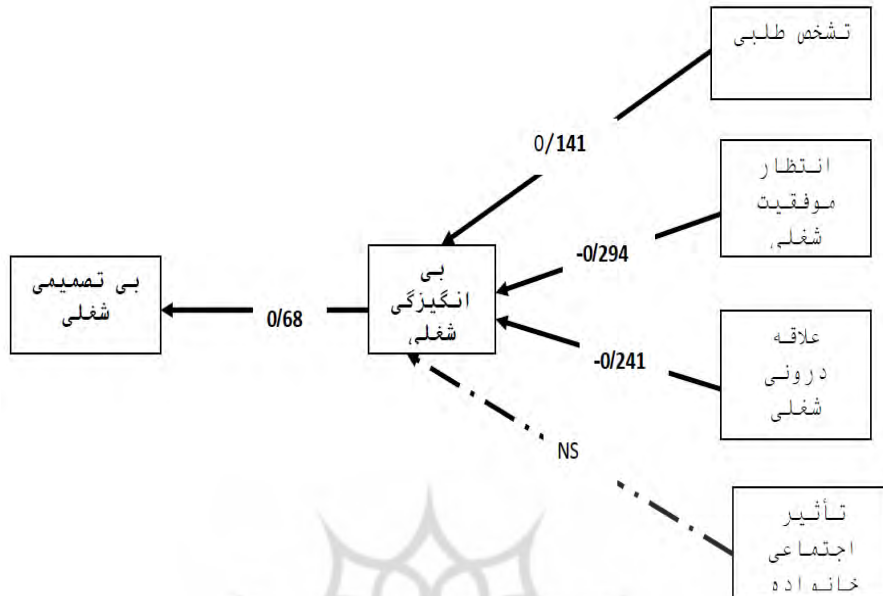 تشخص طلبی
0/141
انتظار
موفقیت
شغلی
-0/294
بی
انگیزگی
شغلی
بی تصمیمی
شغلی
0/68
علاقه
درونی
شغلی
-0/241
NS
تأثیر
اجتماعی
خانواده